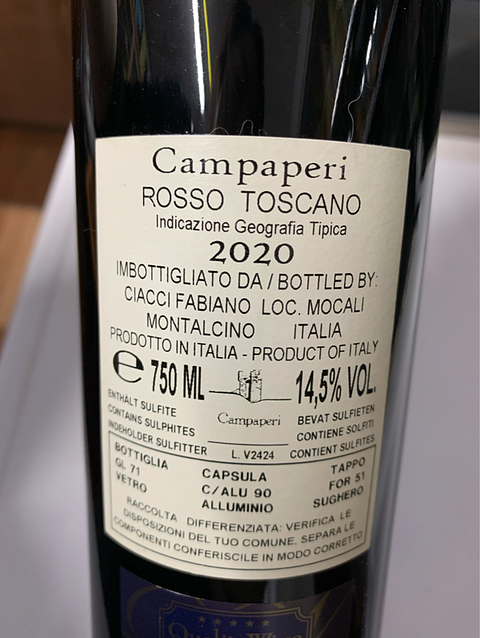 Campaperi
ROSSO TOSCANO
Indicazione Geografia Tipica
2020
IMBOTTIGLIATO DA / BOTTLED BY:
CIACCI FABIANO LOC. MOCALI
MONTALCINO ITALIA
PRODOTTO IN ITALIA - PRODUCT OF ITALY
℮ 750 ML 14,5% VOL.
ENTHÄLT SULFITE
CONTAINS SULPHITES
INDEHOLDER SULFITTER
Campaperi
L. V2424
BEVAT SULFIETEN
CONTIENE SOLFITI
CONTIENT SULFITES
BOTTIGLIA
GL 71
VETRO
CAPSULA
C/ALU 90
ALLUMINIO
TAPPO
FOR 51
SUGHERO
RACCOLTA DIFFERENZIATA: VERIFICA LE
DISPOSIZIONI DEL TUO COMUNE. SEPARA LE
COMPONENTI CONFERISCILE IN MODO CORRETTO